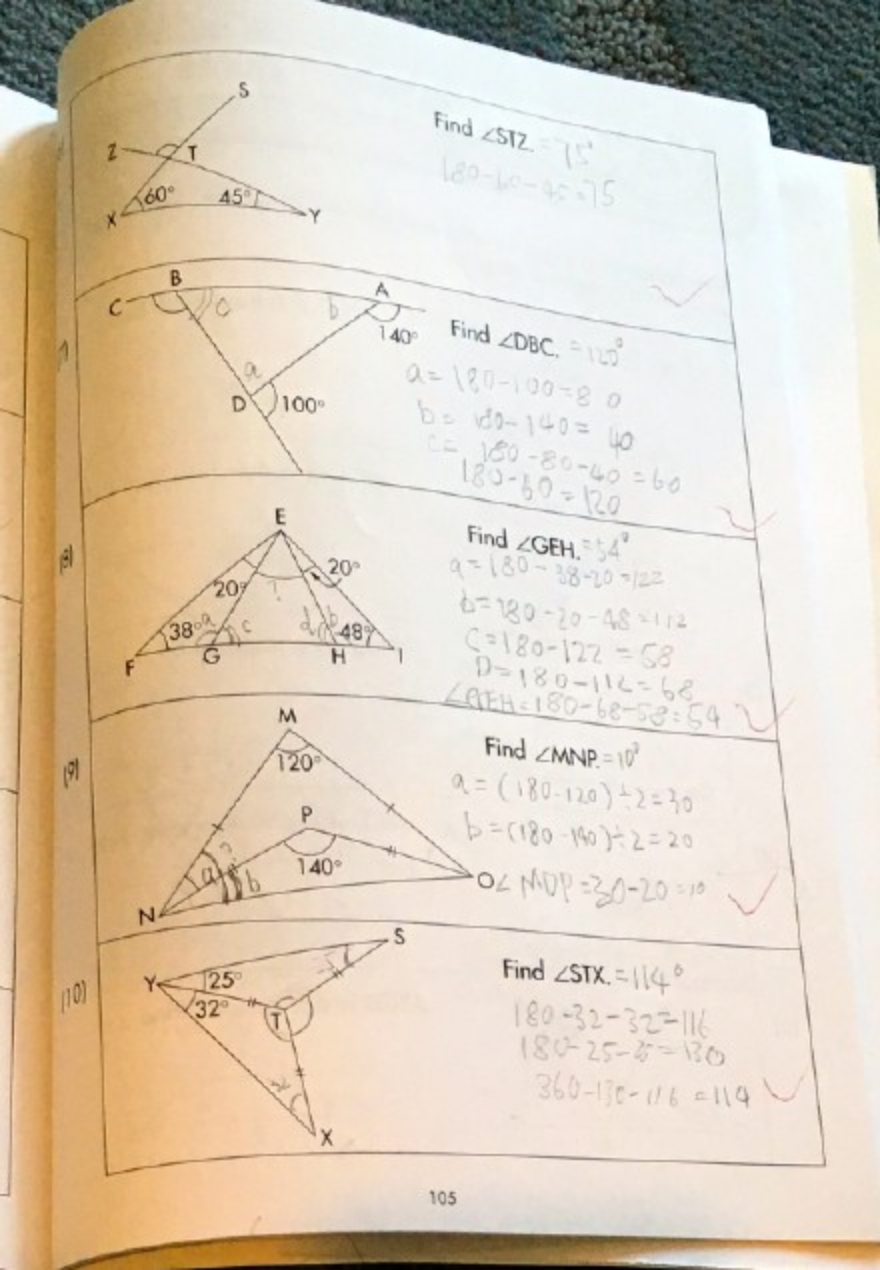 S
Z
T
X
60°
45°
Y
Find ∠STZ. = 75°
180-60-45=75
B
A
C
c
b
140°
a
D
100°
Find ∠DBC. = 120°
a = 180-100=80
b = 180-140= 40
c= 180-80-40 = 60
180-60 = 120
(8)
E
20°
20°
?
38°
a
c
d
b
48°
F
G
H
I
Find ∠GEH. = 54°
a = 180-38-20 =122
b=180-20-48=112
C=180-122 = 58
D=180-112=68
∠GEH=180-68-58=54
(9)
M
120°
P
140°
?
a
b
N
O
Find ∠MNP. = 10°
a = (180-120)÷2=30
b =(180-140)÷2=20
∠ MOP =30-20=10
(10)
Y
S
25°
32°
T
X
Find ∠STX. = 114°
180-32-32=116
180-25-25=130
360-130-116 =114
105